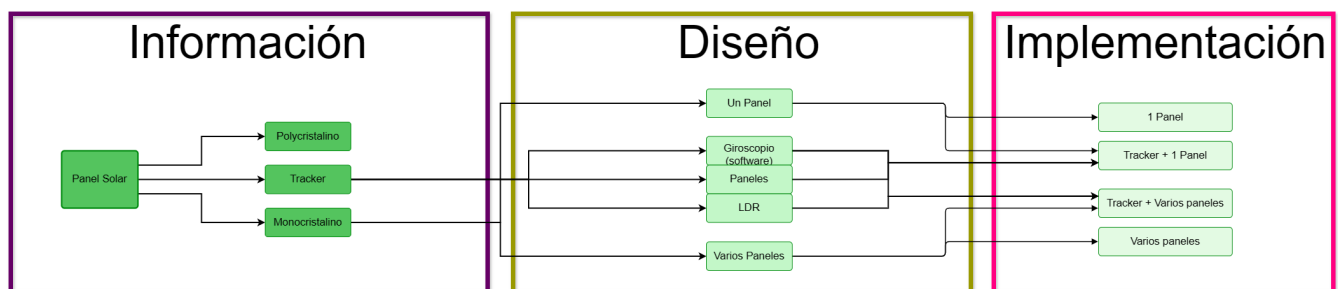 Información
Diseño
Implementación
Panel Solar
Polycristalino
Tracker
Monocristalino
Un Panel
Giroscopio
(software)
Paneles
LDR
Varios Paneles
1 Panel
Tracker + 1 Panel
Tracker + Varios paneles
Varios paneles